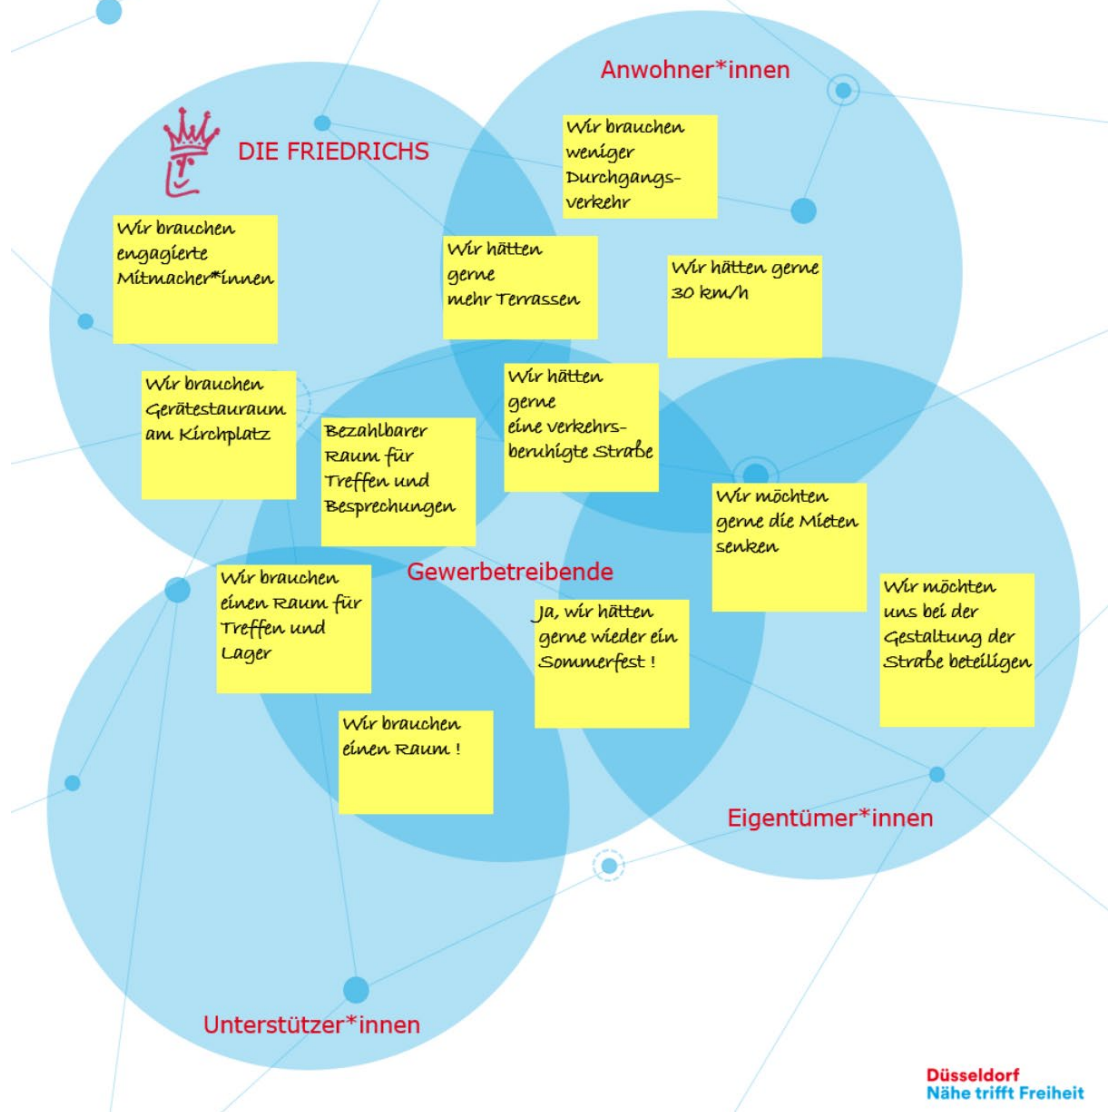 Anwohner*innen
DIE FRIEDRICHS
Wir brauchen
weniger
Durchgangs-
verkehr
Wir brauchen
engagierte
Mitmacher*innen
Wir hätten
gerne
mehr Terrassen
Wir hätten gerne
30 km/h
Wir brauchen
Gerätestauraum
am Kirchplatz
Bezahlbarer
Raum für
Treffen und
Besprechungen
Wir hätten
gerne
eine verkehrs-
beruhigte Straße
Wir möchten
gerne die Mieten
senken
Gewerbetreibende
Wir brauchen
einen Raum für
Treffen und
Lager
Ja, wir hätten
gerne wieder ein
Sommerfest !
Wir möchten
uns bei der
Gestaltung der
Straße beteiligen
Wir brauchen
einen Raum !
Eigentümer*innen
Unterstützer*innen
Düsseldorf
Nähe trifft Freiheit